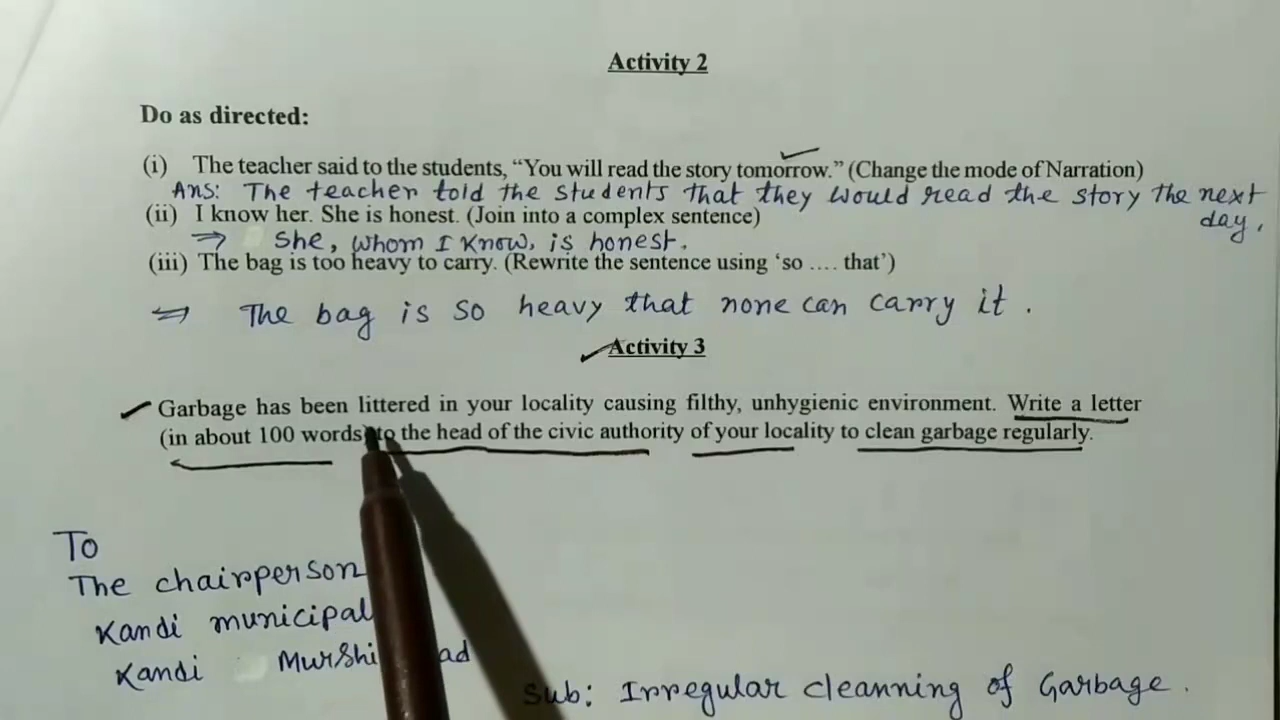 Activity 2
Do as directed:
(i) The teacher said to the students, “You will read the story tomorrow.” (Change the mode of Narration)
Ans: The teacher told the students that they would read the story the next
day.
(ii) I know her. She is honest. (Join into a complex sentence)
⇒ She, whom I know, is honest.
(iii) The bag is too heavy to carry. (Rewrite the sentence using ‘so .... that’)
⇒ The bag is so heavy that none can carry it.
Activity 3
Garbage has been littered in your locality causing filthy, unhygienic environment. Write a letter
(in about 100 words) to the head of the civic authority of your locality to clean garbage regularly.
To
The chairperson
Kandi municipal
Kandi
Sub: Irregular cleanning of Garbage.